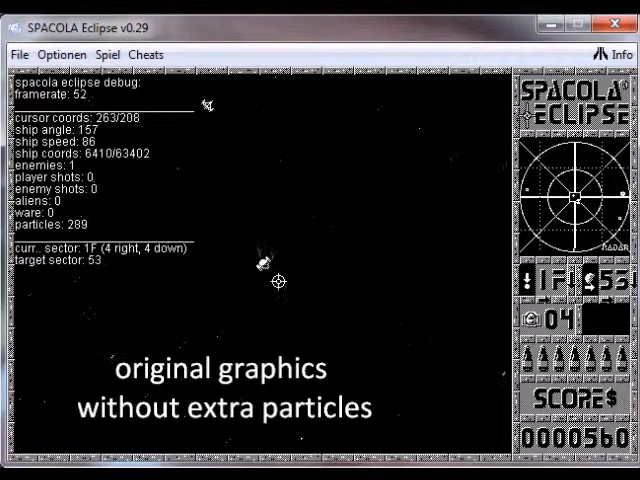 SPACOLA Eclipse v0.29
File Optionen Spiel Cheats Info
spacola eclipse debug:
framerate: 52
cursor coords: 263/208
ship angle: 157
ship speed: 86
ship coords: 6410/63402
enemies: 1
player shots: 0
enemy shots: 0
aliens: 0
ware: 0
particles: 289
curr.. sector: 1F (4 right, 4 down)
target sector: 53
original graphics
without extra particles
SPACOLA
ECLIPSE
RADAR
1F 53
04
SCORE$
0000560